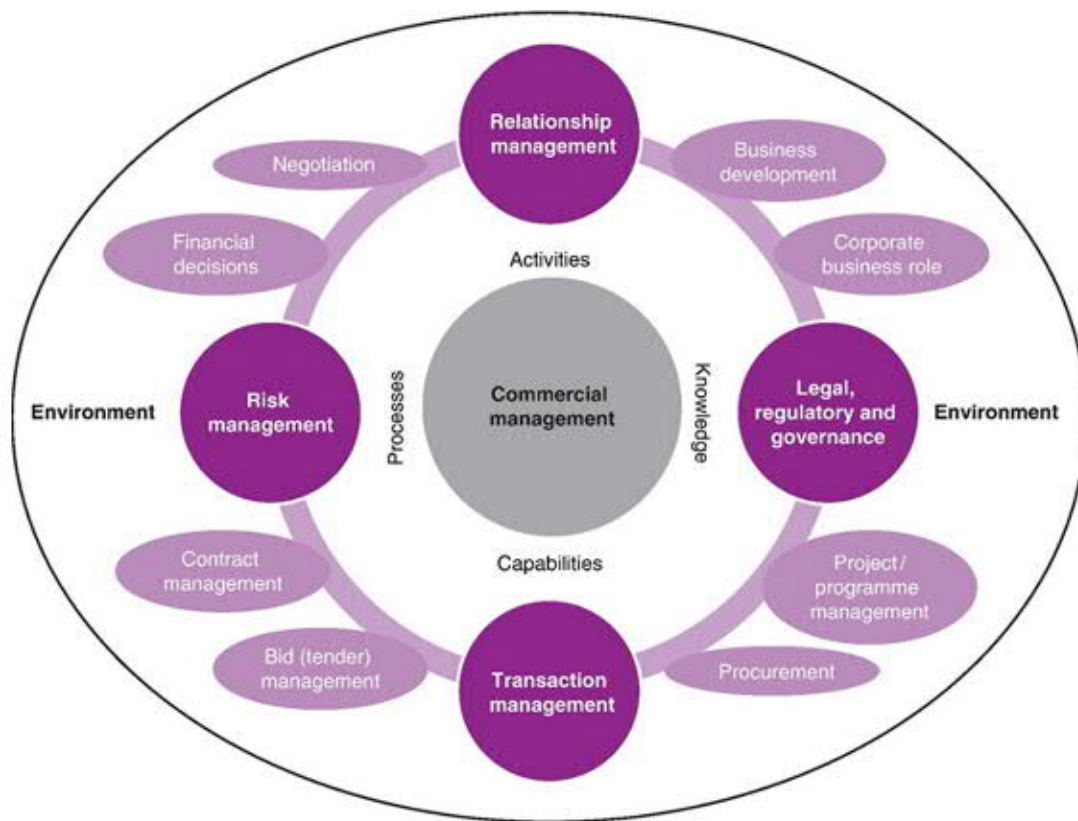 Relationship
management
Negotiation
Business
development
Financial
decisions
Corporate
business role
Activities
Environment
Risk
management
Processes
Commercial
management
Knowledge
Legal,
regulatory and
governance
Environment
Contract
management
Capabilities
Project /
programme
management
Bid (tender)
management
Transaction
management
Procurement